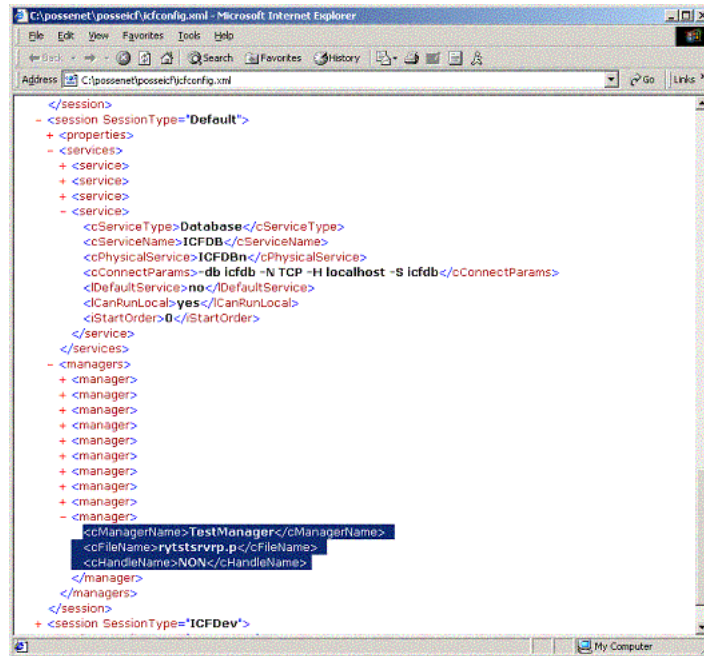 C:\possenet\posseicf\icfconfig.xml - Microsoft Internet Explorer
File Edit View Favorites Tools Help
Back Search Favorites History
Address C:\possenet\posseicf\icfconfig.xml Go Links »
</session>
- <session SessionType="Default">
+ <properties>
- <services>
+ <service>
+ <service>
+ <service>
- <service>
<cServiceType>Database</cServiceType>
<cServiceName>ICFDB</cServiceName>
<cPhysicalService>ICFDBn</cPhysicalService>
<cConnectParams>-db icfdb -N TCP -H localhost -S icfdb</cConnectParams>
<lDefaultService>no</lDefaultService>
<lCanRunLocal>yes</lCanRunLocal>
<iStartOrder>0</iStartOrder>
</service>
</services>
- <managers>
+ <manager>
+ <manager>
+ <manager>
+ <manager>
+ <manager>
+ <manager>
+ <manager>
+ <manager>
+ <manager>
- <manager>
<cManagerName>TestManager</cManagerName>
<cFileName>rytstsrvrp.p</cFileName>
<cHandleName>NON</cHandleName>
</manager>
</managers>
</session>
+ <session SessionType="ICFDev">
My Computer